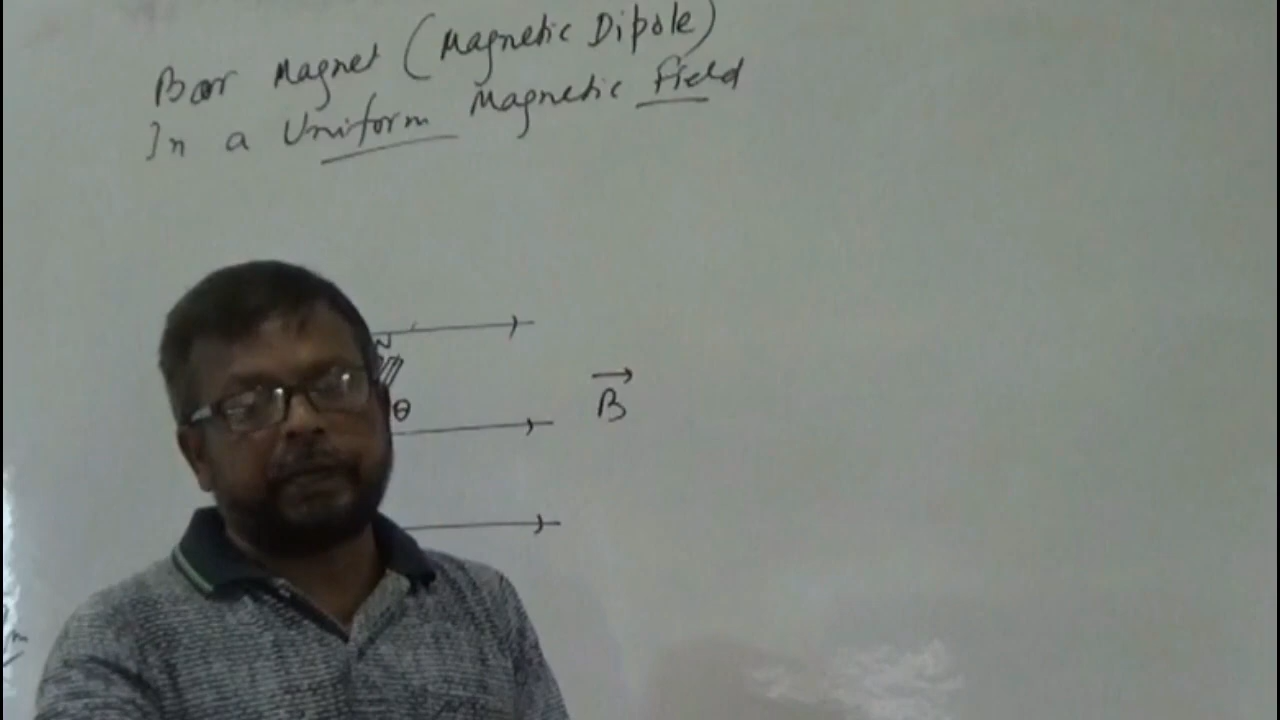 Bar Magnet (Magnetic Dipole)
In a Uniform Magnetic Field
N
θ
B